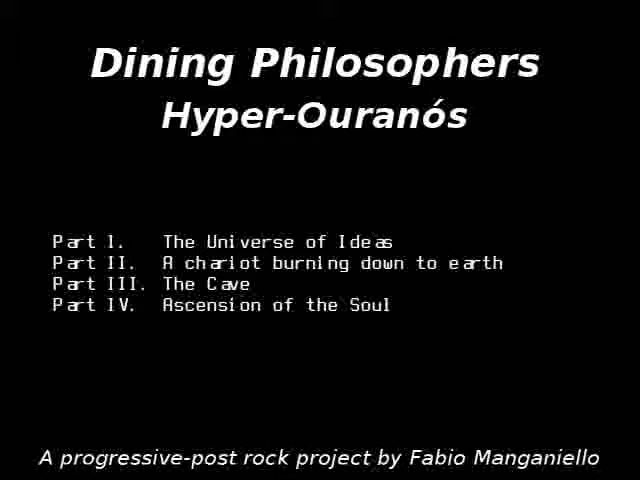 Dining Philosophers
Hyper-Ouranós
Part I. The Universe of Ideas
Part II. A chariot burning down to earth
Part III. The Cave
Part IV. Ascension of the Soul
A progressive-post rock project by Fabio Manganiello